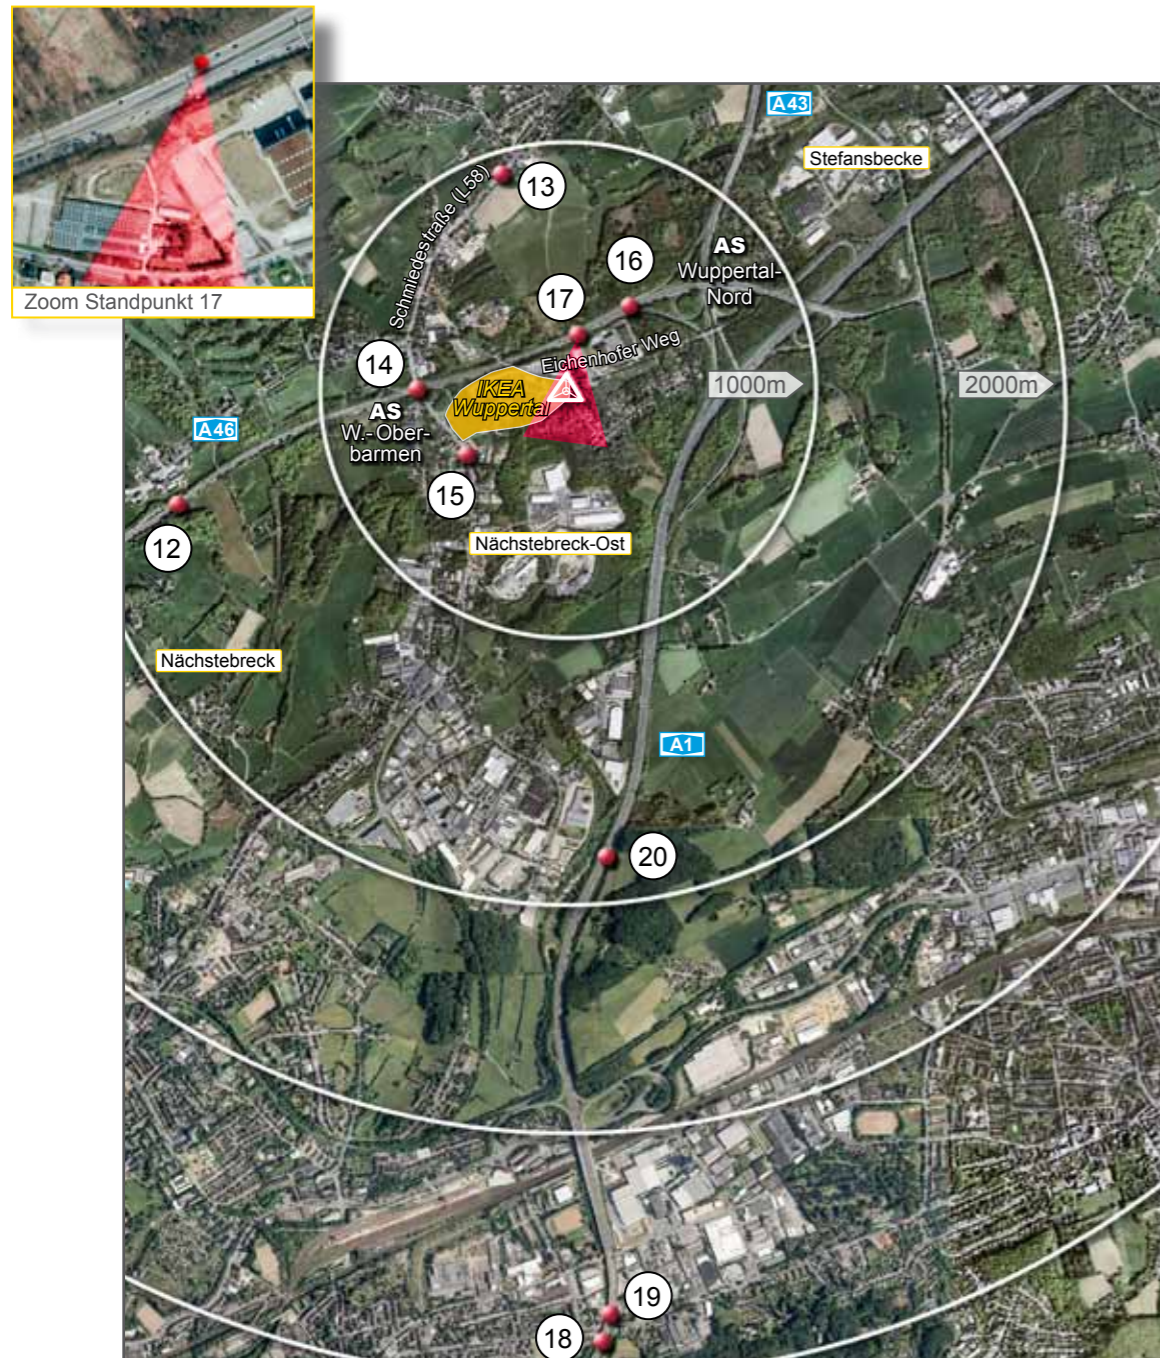 Zoom Standpunkt 17
A43
Stefansbecke
13
Schmiedestraße (L58)
16
AS
Wuppertal-
Nord
17
Eichenhofer Weg
14
IKEA
Wuppertal
1000m
2000m
AS
W.-Ober-
barmen
A46
15
12
Nächstebreck-Ost
Nächstebreck
A1
20
19
18